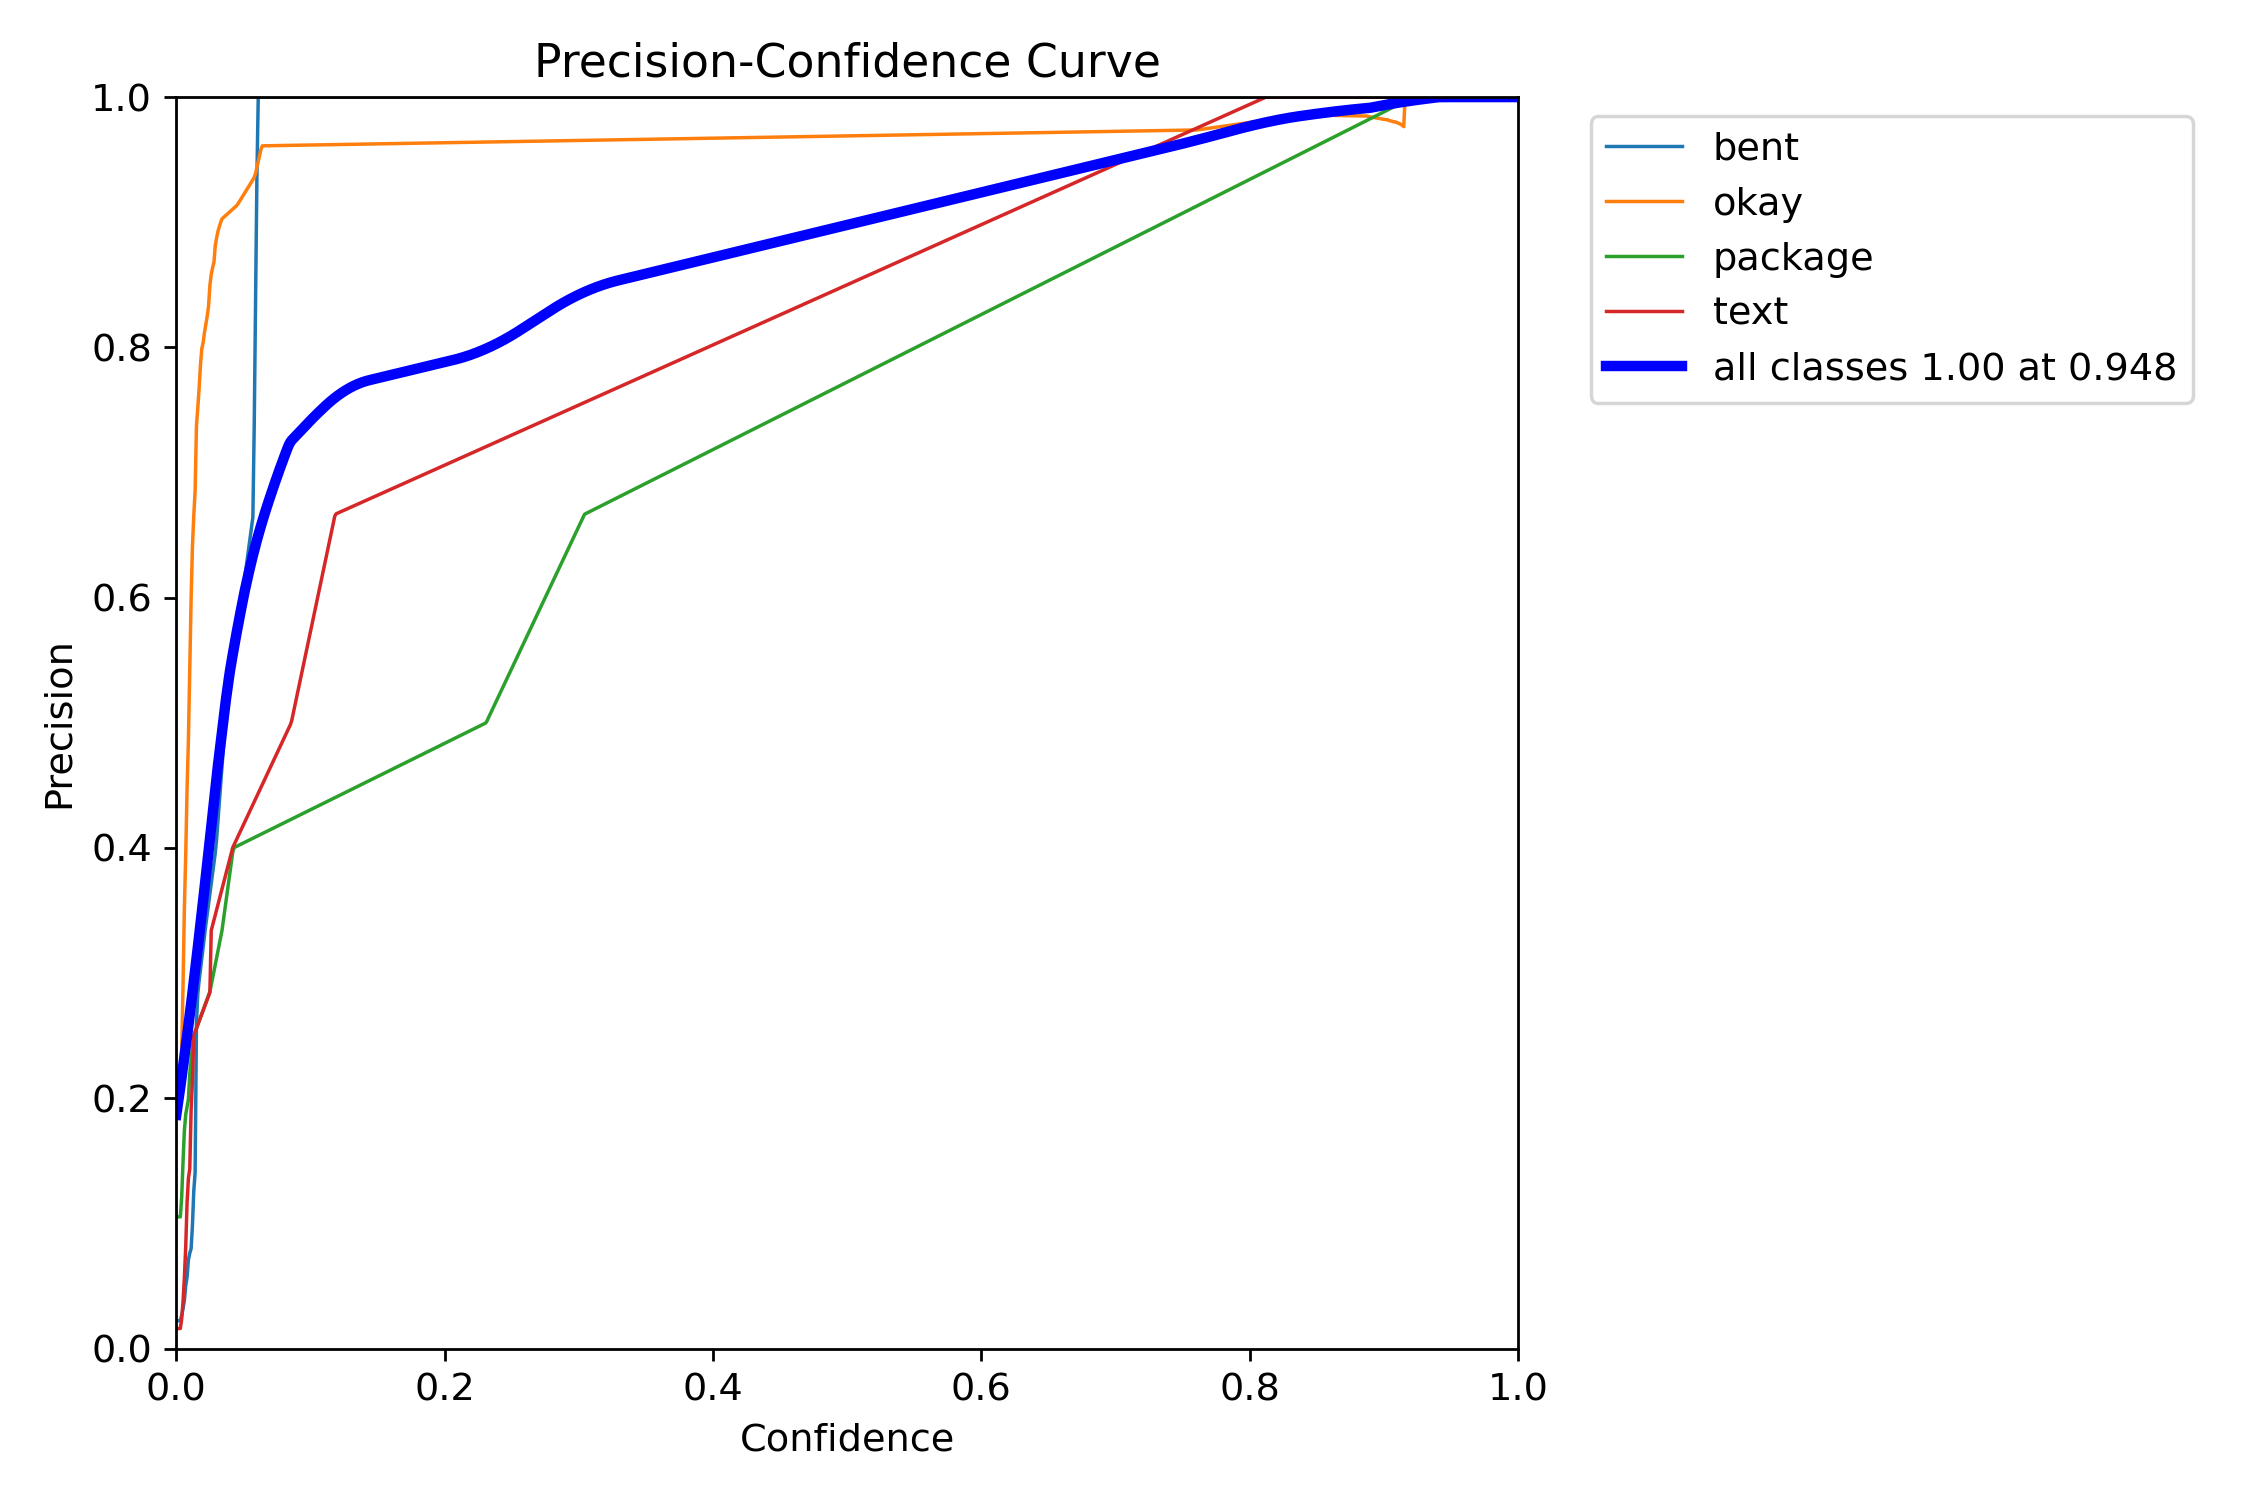 Precision-Confidence Curve
1.0
0.8
0.6
0.4
0.2
0.0
Precision
0.0 0.2 0.4 0.6 0.8 1.0
Confidence
bent
okay
package
text
all classes 1.00 at 0.948